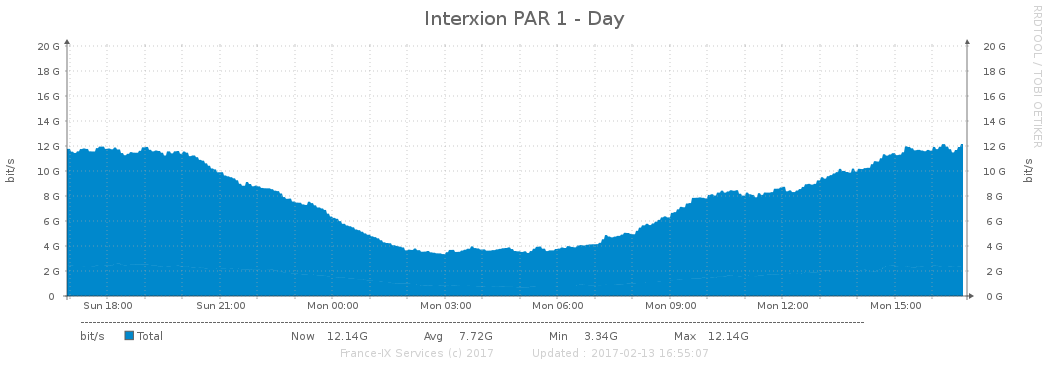 Interxion PAR 1 - Day
RRDTOOL / TOBI OETIKER
bit/s
20 G 20 G
18 G 18 G
16 G 16 G
14 G 14 G
12 G 12 G
10 G 10 G
8 G 8 G
6 G 6 G
4 G 4 G
2 G 2 G
0 0 G
bit/s
Sun 18:00 Sun 21:00 Mon 00:00 Mon 03:00 Mon 06:00 Mon 09:00 Mon 12:00 Mon 15:00
bit/s Total Now 12.14G Avg 7.72G Min 3.34G Max 12.14G
France-IX Services (c) 2017 Updated : 2017-02-13 16:55:07